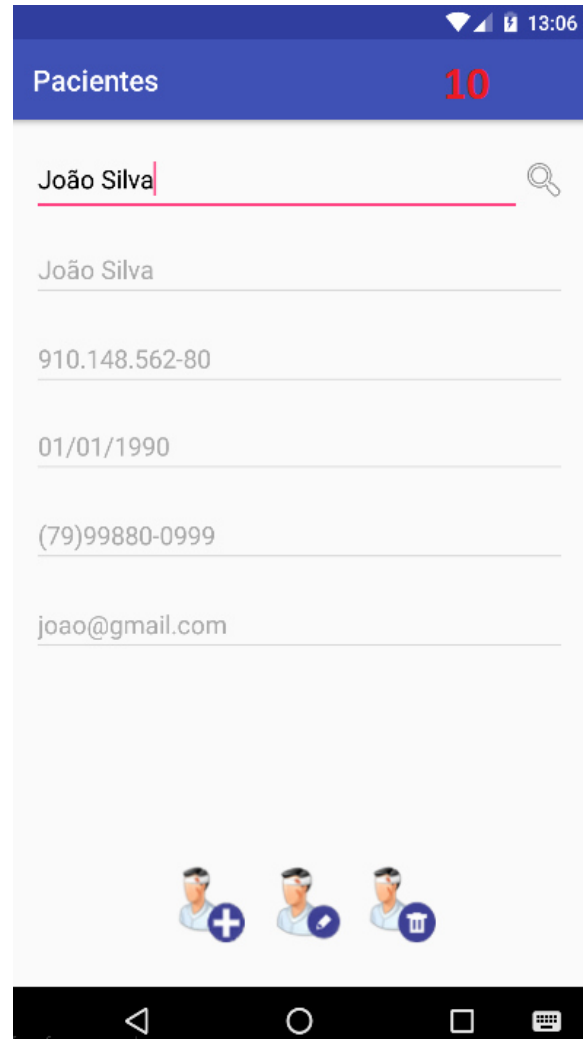 13:06
Pacientes 10
João Silva
João Silva
910.148.562-80
01/01/1990
(79)99880-0999
joao@gmail.com